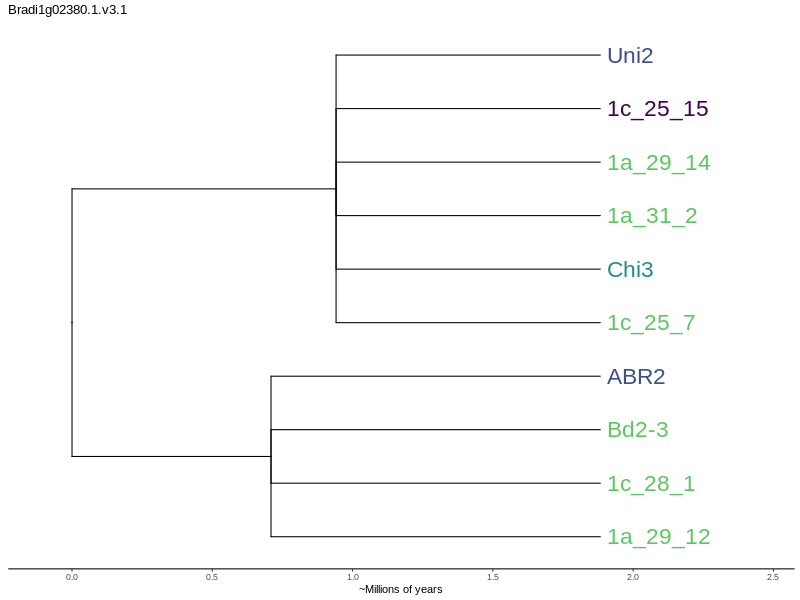 Bradi1g02380.1.v3.1
Uni2
1c_25_15
1a_29_14
1a_31_2
Chi3
1c_25_7
ABR2
Bd2-3
1c_28_1
1a_29_12
0.0 0.5 1.0 1.5 2.0 2.5
~Millions of years